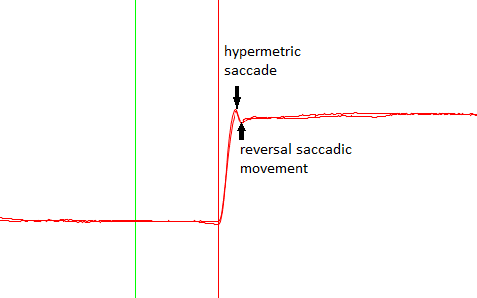 hypermetric
saccade
reversal saccadic
movement